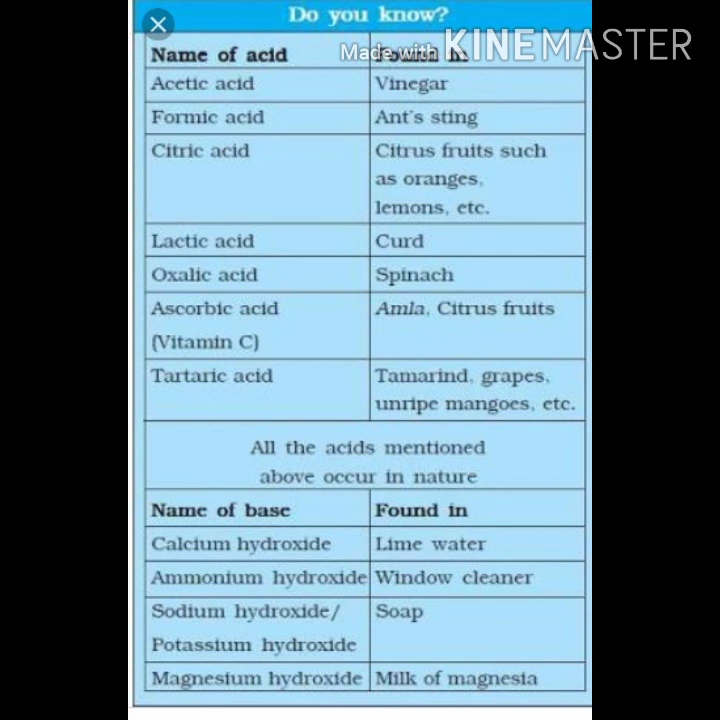 Do you know?
Made with KINEMASTER
Name of acid Found in
Acetic acid Vinegar
Formic acid Ant's sting
Citric acid Citrus fruits such
as oranges,
lemons, etc.
Lactic acid Curd
Oxalic acid Spinach
Ascorbic acid Amla, Citrus fruits
(Vitamin C)
Tartaric acid Tamarind, grapes,
unripe mangoes, etc.
All the acids mentioned
above occur in nature
Name of base Found in
Calcium hydroxide Lime water
Ammonium hydroxide Window cleaner
Sodium hydroxide/ Soap
Potassium hydroxide
Magnesium hydroxide Milk of magnesia